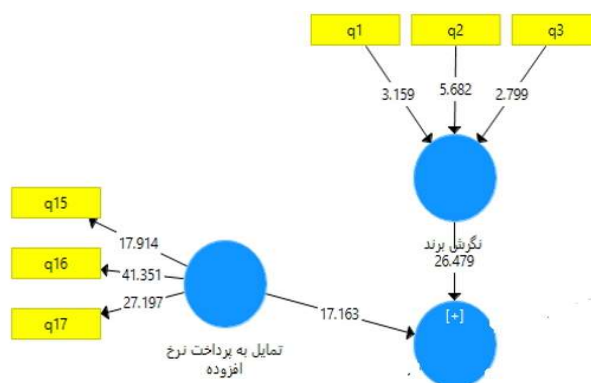 q1
q2
q3
3.159
5.682
2.799
نگرش برند
26.479
q15
q16
q17
17.914
41.351
27.197
17.163
[+]
تمایل به پرداخت نرخ
افزوده